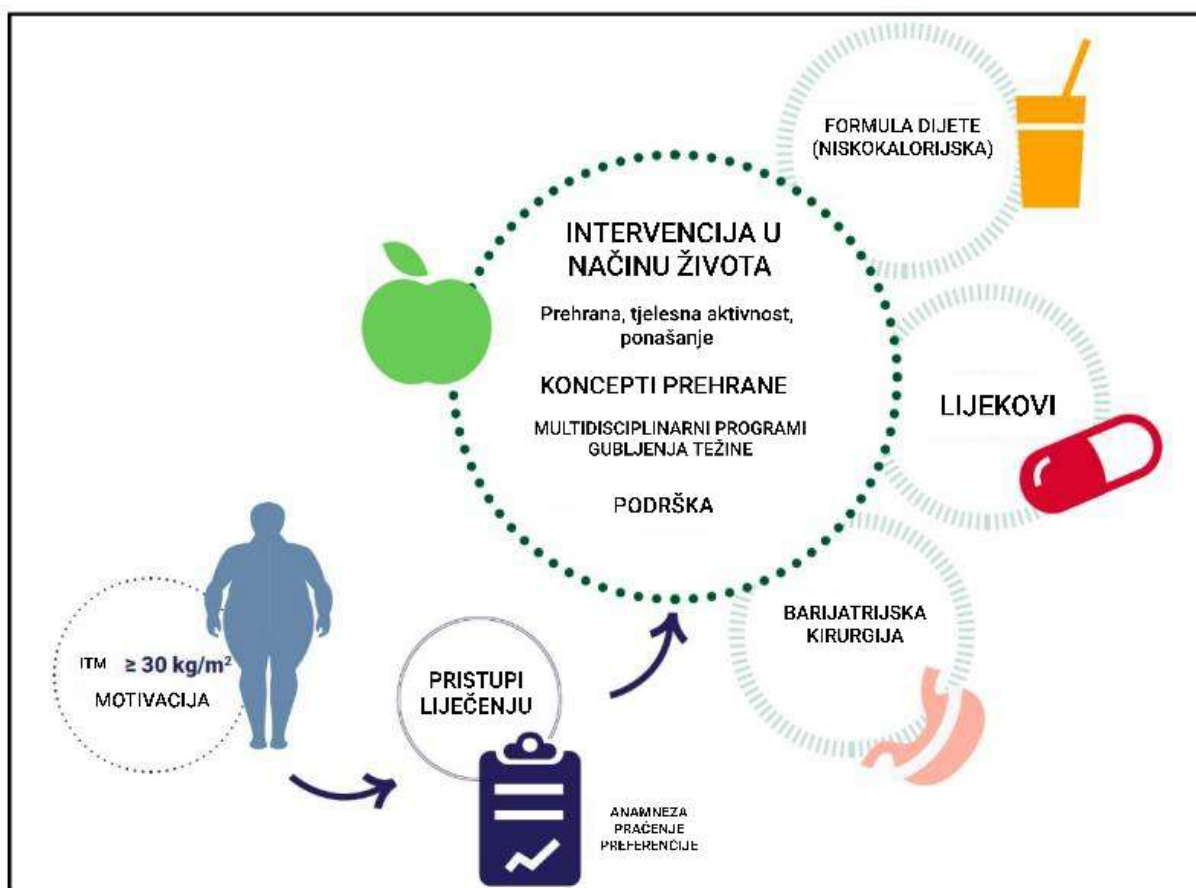 FORMULA DIJETE
(NISKOKALORIJSKA)
INTERVENCIJA U
NAČINU ŽIVOTA
Prehrana, tjelesna aktivnost,
ponašanje
KONCEPTI PREHRANE
MULTIDISCIPLINARNI PROGRAMI
GUBLJENJA TEŽINE
PODRŠKA
LIJEKOVI
BARIJATRIJSKA
KIRURGIJA
ITM ≥ 30 kg/m²
MOTIVACIJA
PRISTUPI
LIJEČENJU
ANAMNEZA
PRAĆENJE
PREFERENCIJE